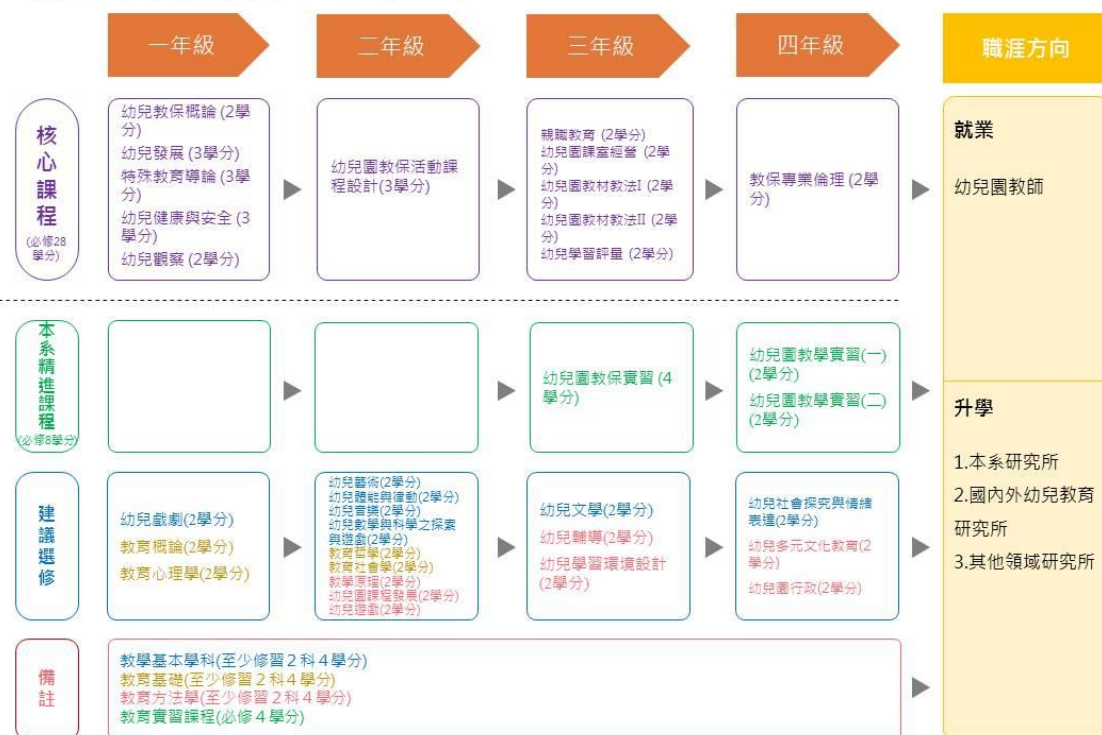 一年級
二年級
三年級
四年級
職涯方向
核
心
課
程
(必修28
學分)
幼兒教保概論 (2學
分)
幼兒發展 (3學分)
特殊教育導論 (3學
分)
幼兒健康與安全 (3
學分)
幼兒觀察 (2學分)
幼兒園教保活動課
程設計(3學分)
親職教育 (2學分)
幼兒園課室經營 (2學
分)
幼兒園教材教法I (2學
分)
幼兒園教材教法II (2學
分)
幼兒學習評量 (2學分)
教保專業倫理 (2學
分)
就業
幼兒園教師
本
系
精
進
課
程
(必修8學分)
幼兒園教保實習 (4
學分)
幼兒園教學實習(一)
(2學分)
幼兒園教學實習(二)
(2學分)
升學
1.本系研究所
2.國內外幼兒教育
研究所
3.其他領域研究所
建
議
選
修
幼兒戲劇(2學分)
教育概論(2學分)
教育心理學(2學分)
幼兒藝術(2學分)
幼兒體能與律動(2學分)
幼兒音樂(2學分)
幼兒數學與科學之探索
與遊戲(2學分)
教育哲學(2學分)
教育社會學(2學分)
教學原理(2學分)
幼兒園課程發展(2學分)
幼兒遊戲(2學分)
幼兒文學(2學分)
幼兒輔導(2學分)
幼兒學習環境設計
(2學分)
幼兒社會探究與情緒
表達(2學分)
幼兒多元文化教育(2
學分)
幼兒園行政(2學分)
備
註
教學基本學科(至少修習２科４學分)
教育基礎(至少修習２科４學分)
教育方法學(至少修習２科４學分)
教育實習課程(必修４學分)